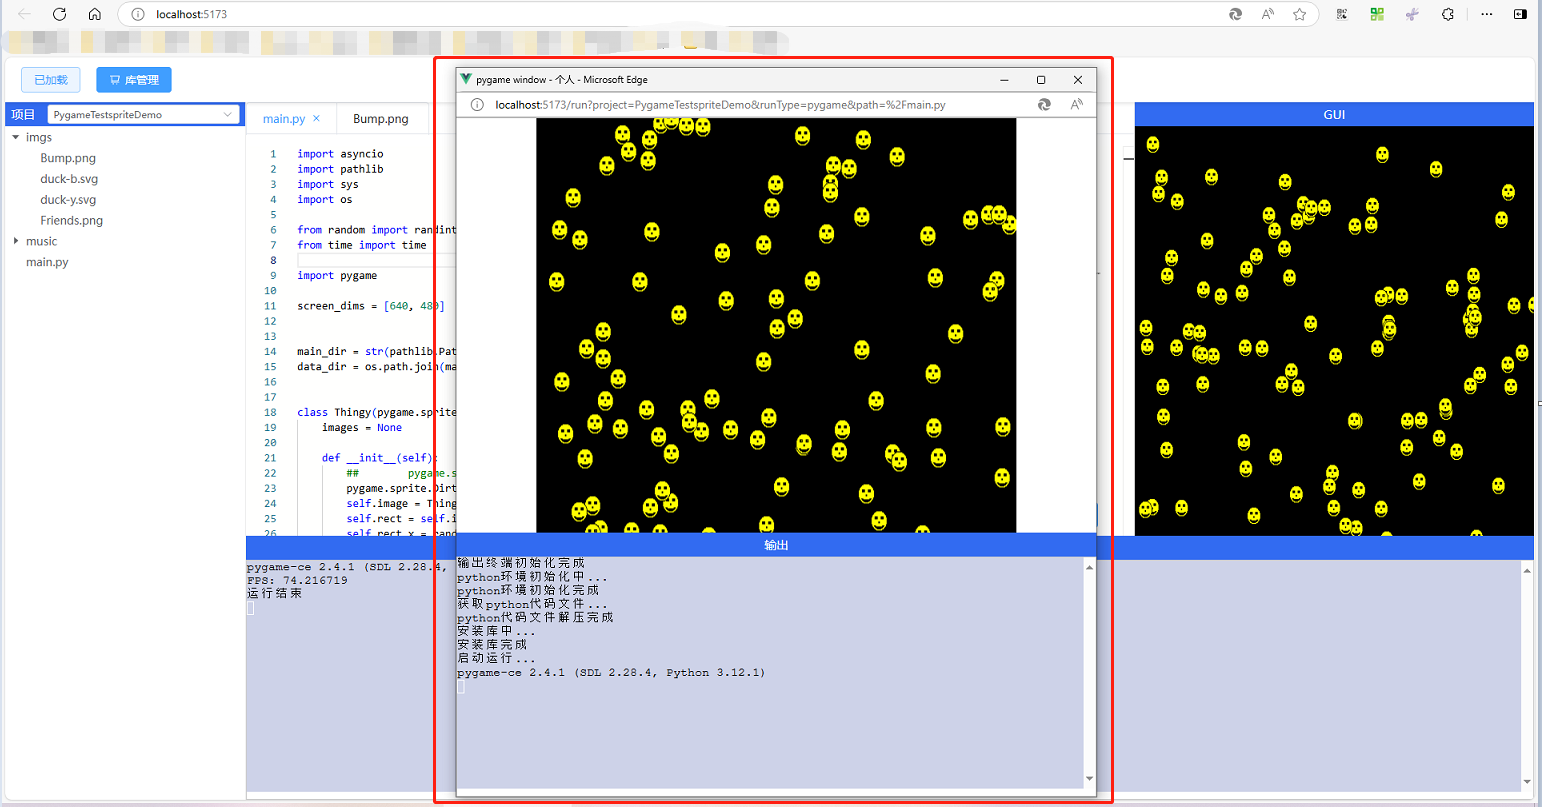 localhost:5173
已加载
库管理
项目
PygameTestspriteDemo
imgs
Bump.png
duck-b.svg
duck-y.svg
Friends.png
music
main.py
main.py ×
Bump.png
1 import asyncio
2 import pathlib
3 import sys
4 import os
5
6 from random import randint
7 from time import time
8
9 import pygame
10
11 screen_dims = [640, 480]
12
13
14 main_dir = str(pathlib.Pat
15 data_dir = os.path.join(ma
16
17
18 class Thingy(pygame.sprite
19 images = None
20
21 def __init__(self):
22 ## pygame.s
23 pygame.sprite.Dirt
24 self.image = Thing
25 self.rect = self.i
26 self.rect.x = rand
pygame window - 个人 - Microsoft Edge
localhost:5173/run?project=PygameTestspriteDemo&runType=pygame&path=%2Fmain.py
GUI
输出
输出终端初始化完成
python环境初始化中...
python环境初始化完成
获取python代码文件...
python代码文件解压完成
安装库中...
安装库完成
启动运行...
pygame-ce 2.4.1 (SDL 2.28.4, Python 3.12.1)
pygame-ce 2.4.1 (SDL 2.28.4,
FPS: 74.216719
运行结束